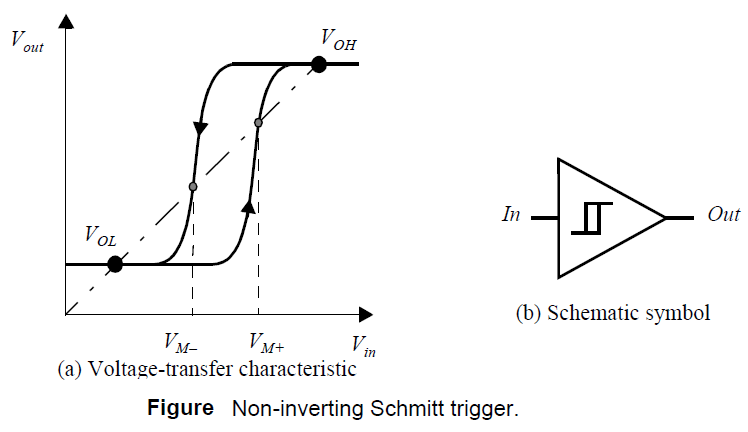 V_out
V_OH
V_OL
V_M–
V_M+
V_in
(a) Voltage-transfer characteristic
In
Out
(b) Schematic symbol
Figure Non-inverting Schmitt trigger.